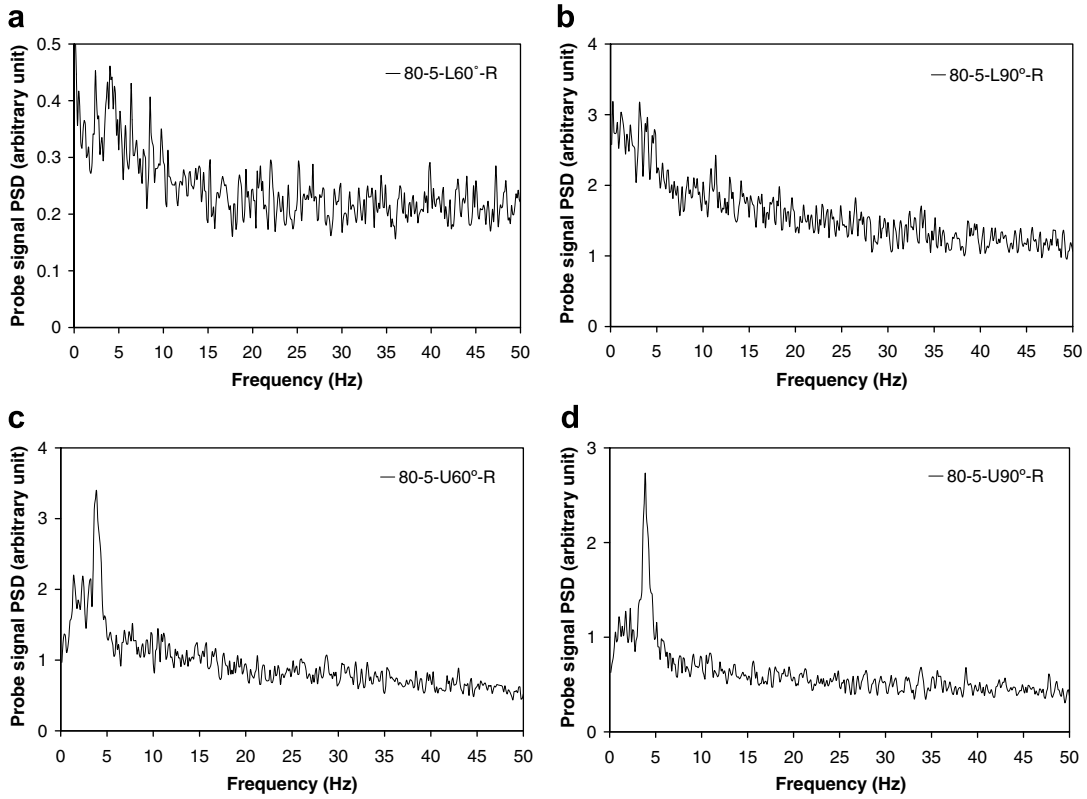 a
Probe signal PSD (arbitrary unit)
0.5
0.4
0.3
0.2
0.1
0
80-5-L60˚-R
0 5 10 15 20 25 30 35 40 45 50
Frequency (Hz)
b
Probe signal PSD (arbitrary unit)
4
3
2
1
0
80-5-L90º-R
0 5 10 15 20 25 30 35 40 45 50
Frequency (Hz)
c
Probe signal PSD (arbitrary unit)
4
3
2
1
0
80-5-U60º-R
0 5 10 15 20 25 30 35 40 45 50
Frequency (Hz)
d
Probe signal PSD (arbitrary unit)
3
2
1
0
80-5-U90º-R
0 5 10 15 20 25 30 35 40 45 50
Frequency (Hz)